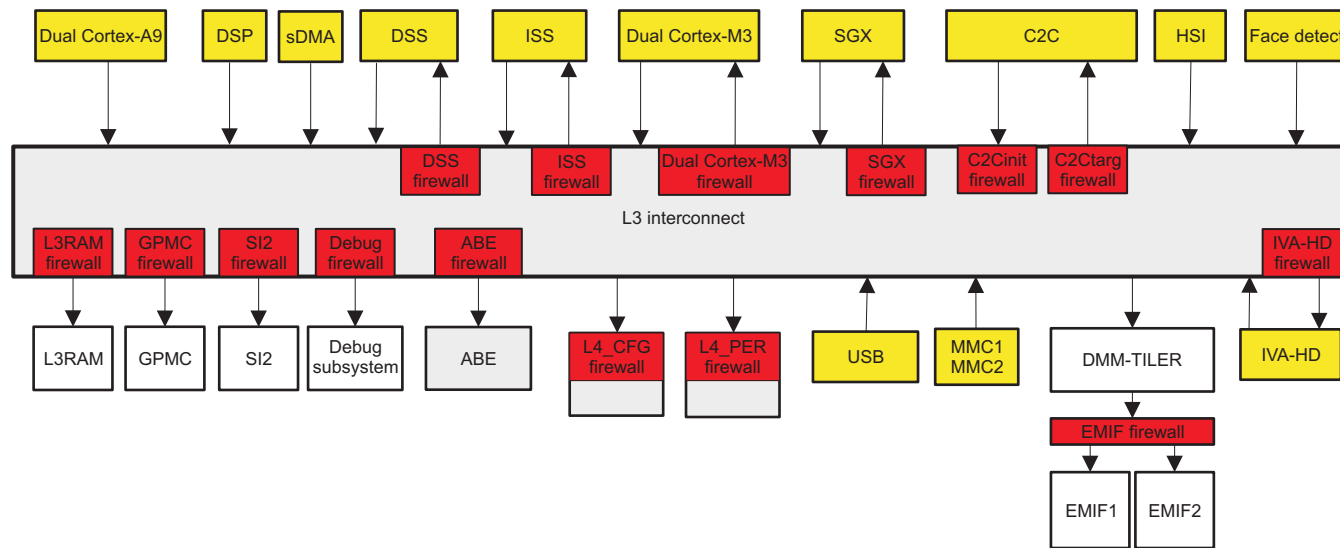 Dual Cortex-A9
DSP
sDMA
DSS
ISS
Dual Cortex-M3
SGX
C2C
HSI
Face detect
DSS
firewall
ISS
firewall
Dual Cortex-M3
firewall
SGX
firewall
C2Cinit
firewall
C2Ctarg
firewall
L3 interconnect
L3RAM
firewall
GPMC
firewall
SI2
firewall
Debug
firewall
ABE
firewall
IVA-HD
firewall
L3RAM
GPMC
SI2
Debug
subsystem
ABE
L4_CFG
firewall
L4_PER
firewall
USB
MMC1
MMC2
DMM-TILER
IVA-HD
EMIF firewall
EMIF1
EMIF2